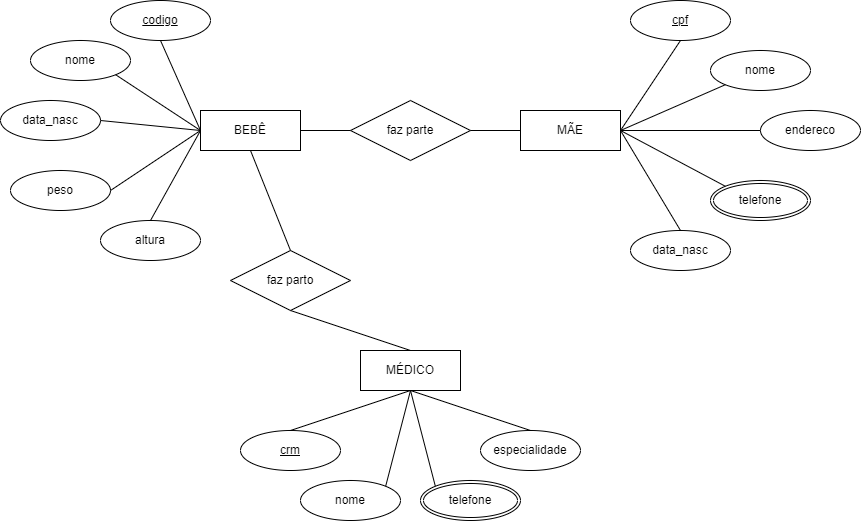 codigo
cpf
nome
nome
data_nasc
BEBÊ
faz parte
MÃE
endereco
peso
telefone
altura
data_nasc
faz parto
MÉDICO
crm
especialidade
nome
telefone